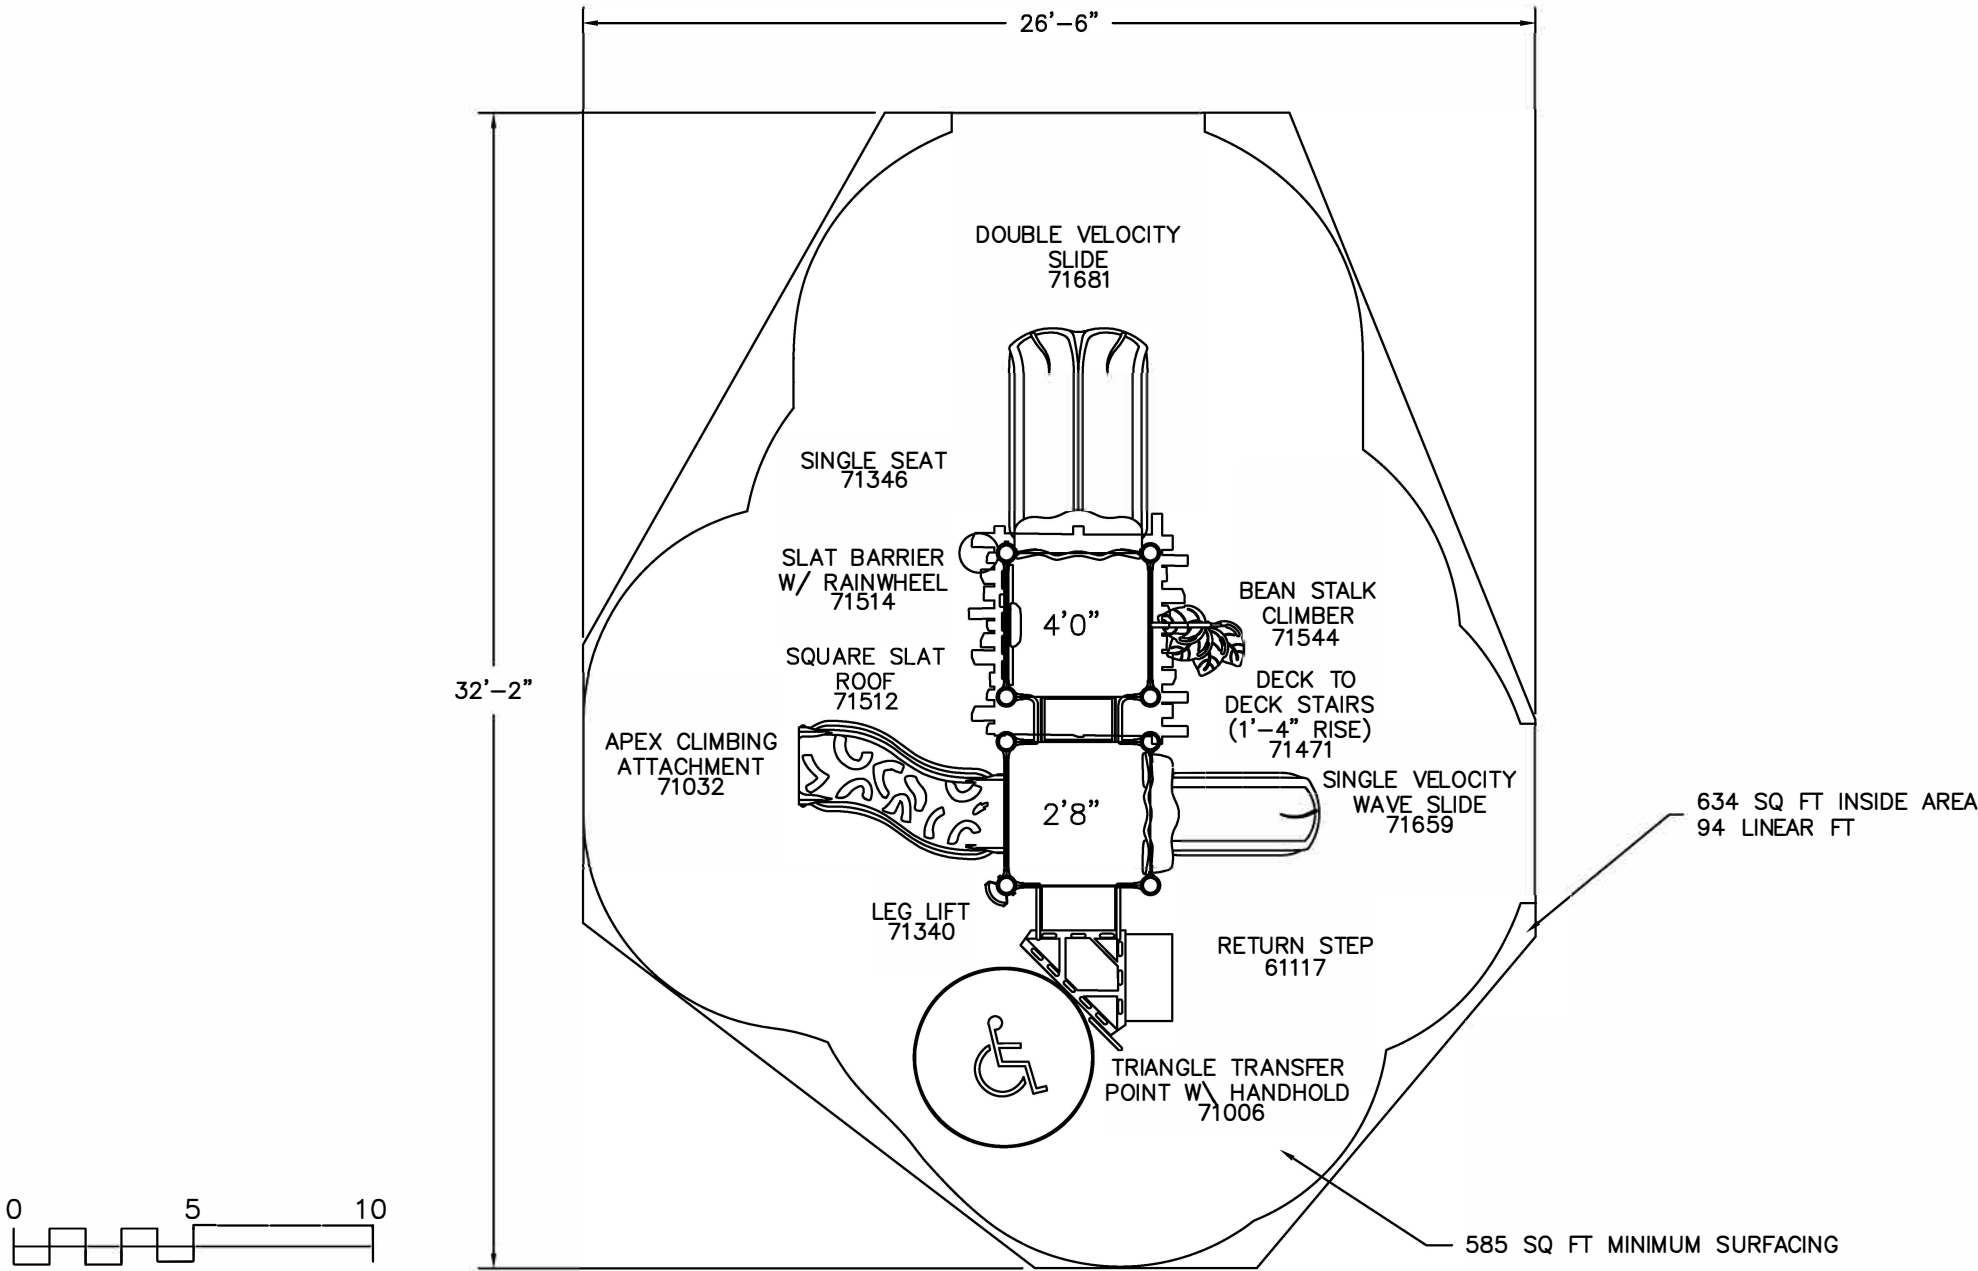 26'-6"
DOUBLE VELOCITY
SLIDE
71681
SINGLE SEAT
71346
SLAT BARRIER
W/ RAINWHEEL
71514
4'0"
BEAN STALK
CLIMBER
71544
SQUARE SLAT
ROOF
71512
32'-2"
DECK TO
DECK STAIRS
(1'-4" RISE)
71471
APEX CLIMBING
ATTACHMENT
71032
2'8"
SINGLE VELOCITY
WAVE SLIDE
71659
634 SQ FT INSIDE AREA
94 LINEAR FT
LEG LIFT
71340
RETURN STEP
61117
TRIANGLE TRANSFER
POINT W\ HANDHOLD
71006
0 5 10
585 SQ FT MINIMUM SURFACING